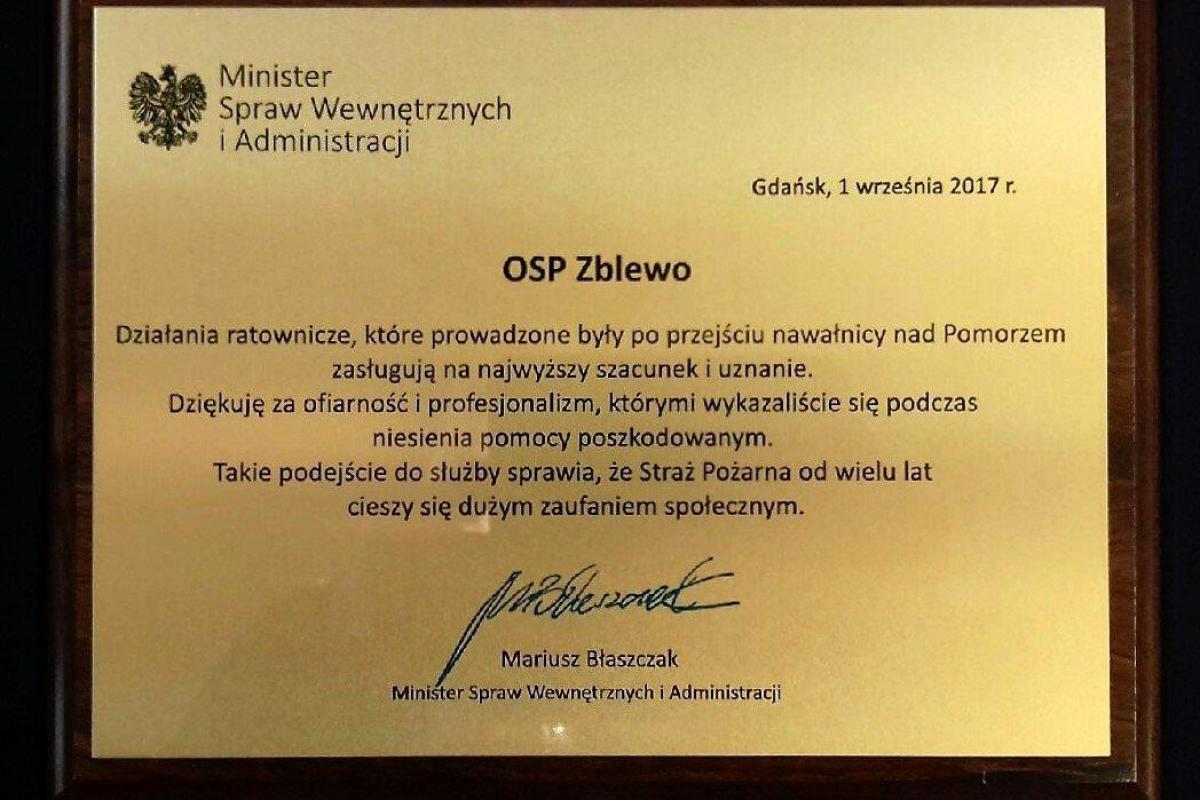 Minister
Spraw Wewnętrznych
i Administracji
Gdańsk, 1 września 2017 r.
OSP Zblewo
Działania ratownicze, które prowadzone były po przejściu nawałnicy nad Pomorzem
zasługują na najwyższy szacunek i uznanie.
Dziękuję za ofiarność i profesjonalizm, którymi wykazaliście się podczas
niesienia pomocy poszkodowanym.
Takie podejście do służby sprawia, że Straż Pożarna od wielu lat
cieszy się dużym zaufaniem społecznym.
Mariusz Błaszczak
Minister Spraw Wewnętrznych i Administracji